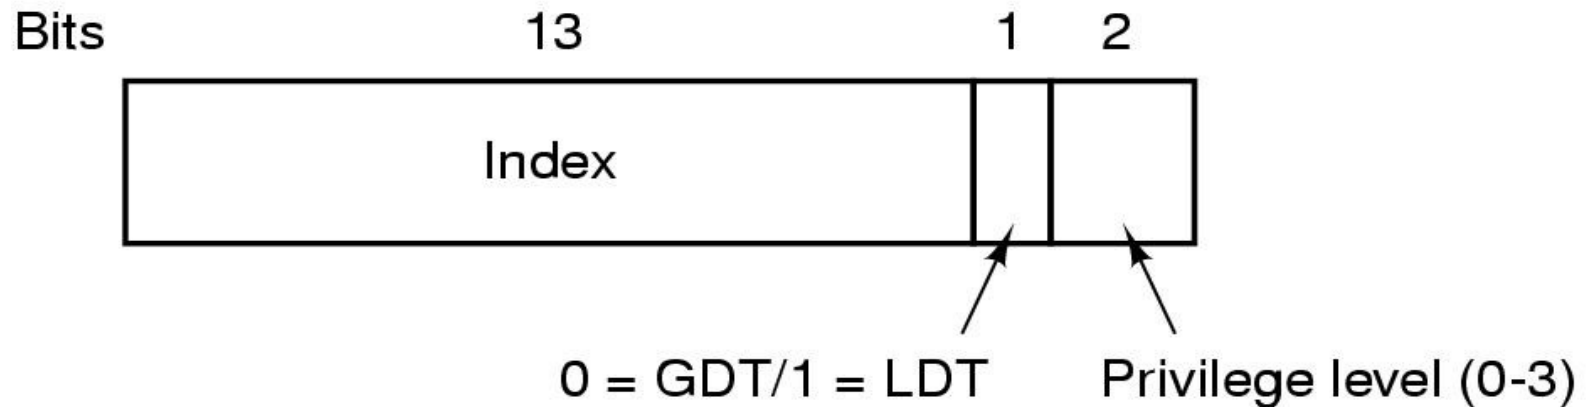 Bits 13 1 2
Index
0 = GDT/1 = LDT Privilege level (0-3)